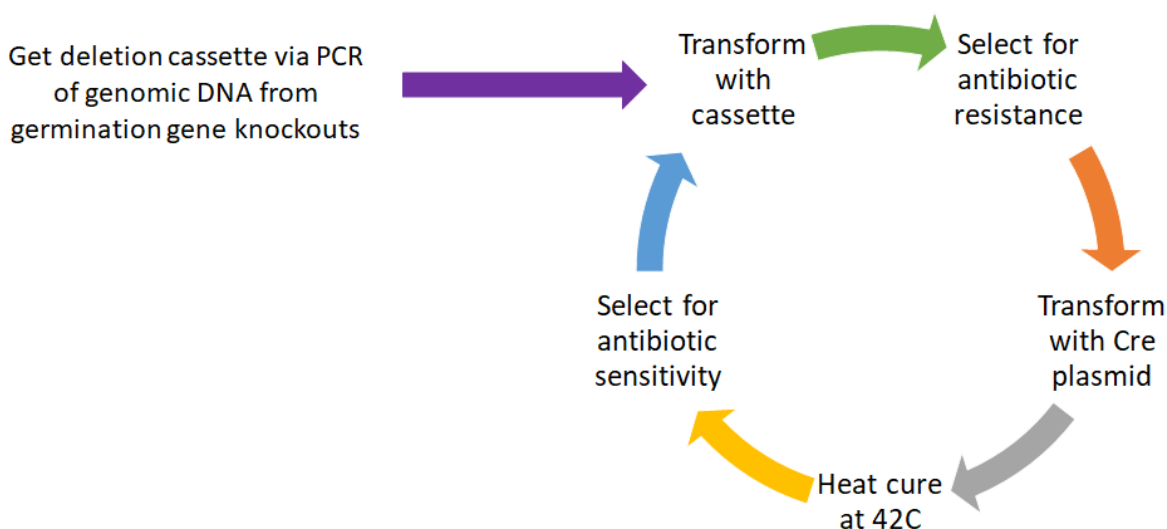 Get deletion cassette via PCR
of genomic DNA from
germination gene knockouts
Transform
with
cassette
Select for
antibiotic
resistance
Transform
with Cre
plasmid
Heat cure
at 42C
Select for
antibiotic
sensitivity